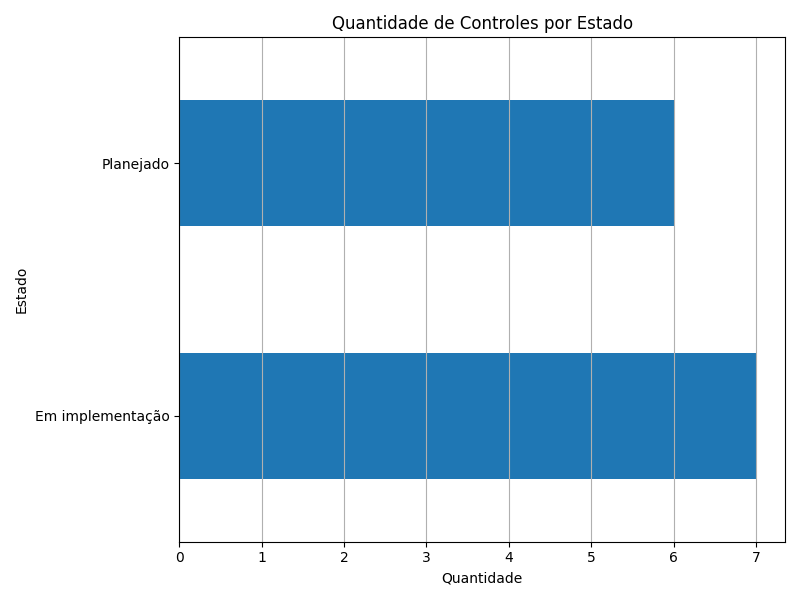 Quantidade de Controles por Estado
Planejado
Em implementação
Estado
0 1 2 3 4 5 6 7
Quantidade